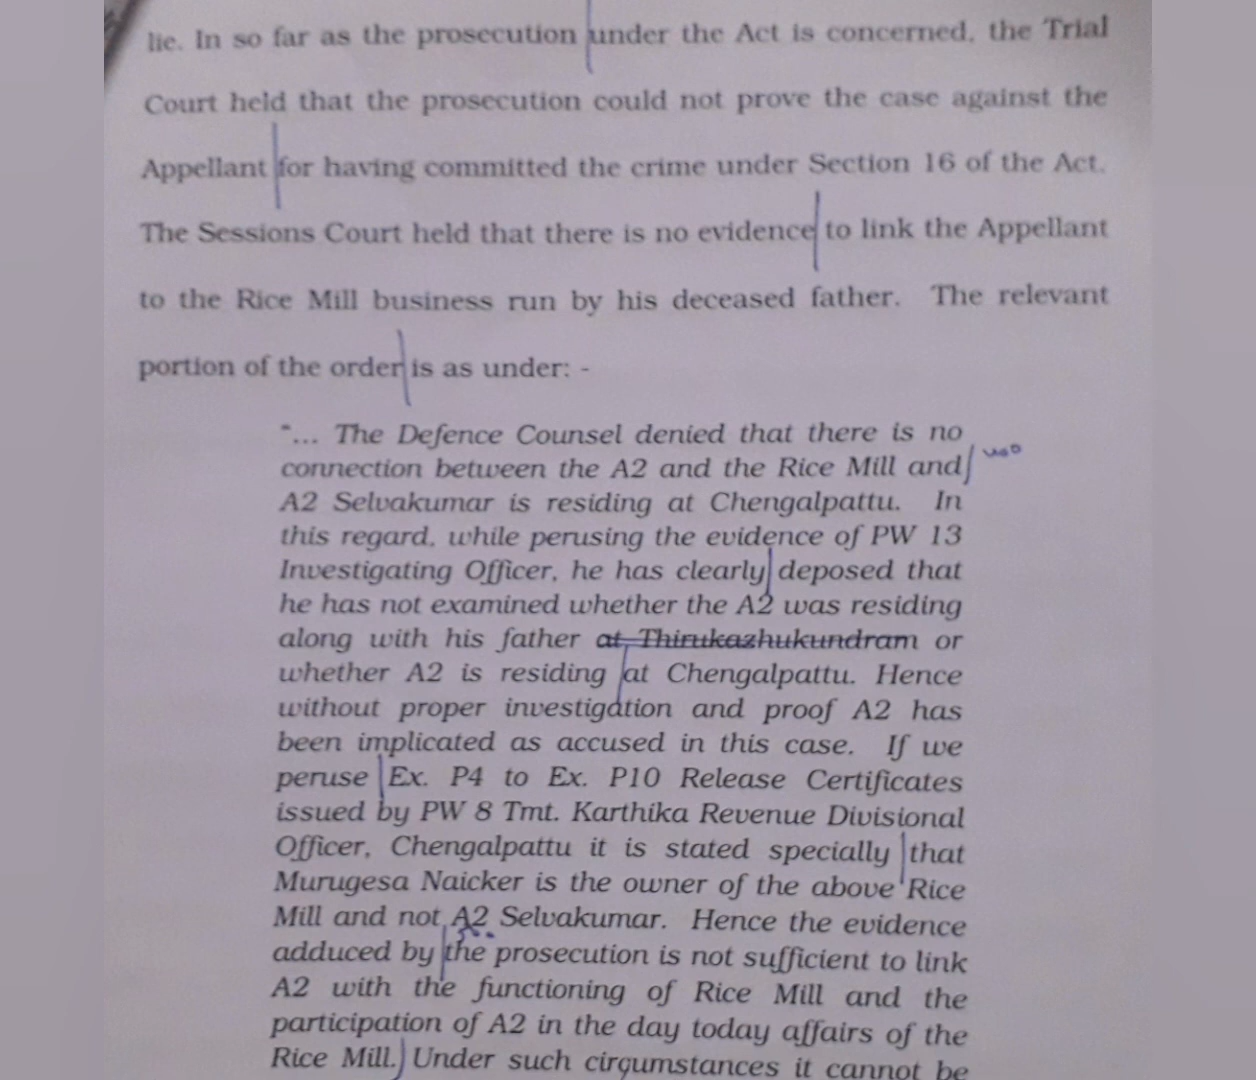 lie. In so far as the prosecution under the Act is concerned, the Trial
Court held that the prosecution could not prove the case against the
Appellant for having committed the crime under Section 16 of the Act.
The Sessions Court held that there is no evidence to link the Appellant
to the Rice Mill business run by his deceased father. The relevant
portion of the order is as under: -
"... The Defence Counsel denied that there is no
connection between the A2 and the Rice Mill and
A2 Selvakumar is residing at Chengalpattu. In
this regard, while perusing the evidence of PW 13
Investigating Officer, he has clearly deposed that
he has not examined whether the A2 was residing
along with his father at Thirukazhukundram or
whether A2 is residing at Chengalpattu. Hence
without proper investigation and proof A2 has
been implicated as accused in this case. If we
peruse Ex. P4 to Ex. P10 Release Certificates
issued by PW 8 Tmt. Karthika Revenue Divisional
Officer, Chengalpattu it is stated specially that
Murugesa Naicker is the owner of the above Rice
Mill and not A2 Selvakumar. Hence the evidence
adduced by the prosecution is not sufficient to link
A2 with the functioning of Rice Mill and the
participation of A2 in the day today affairs of the
Rice Mill. Under such circumstances it cannot be